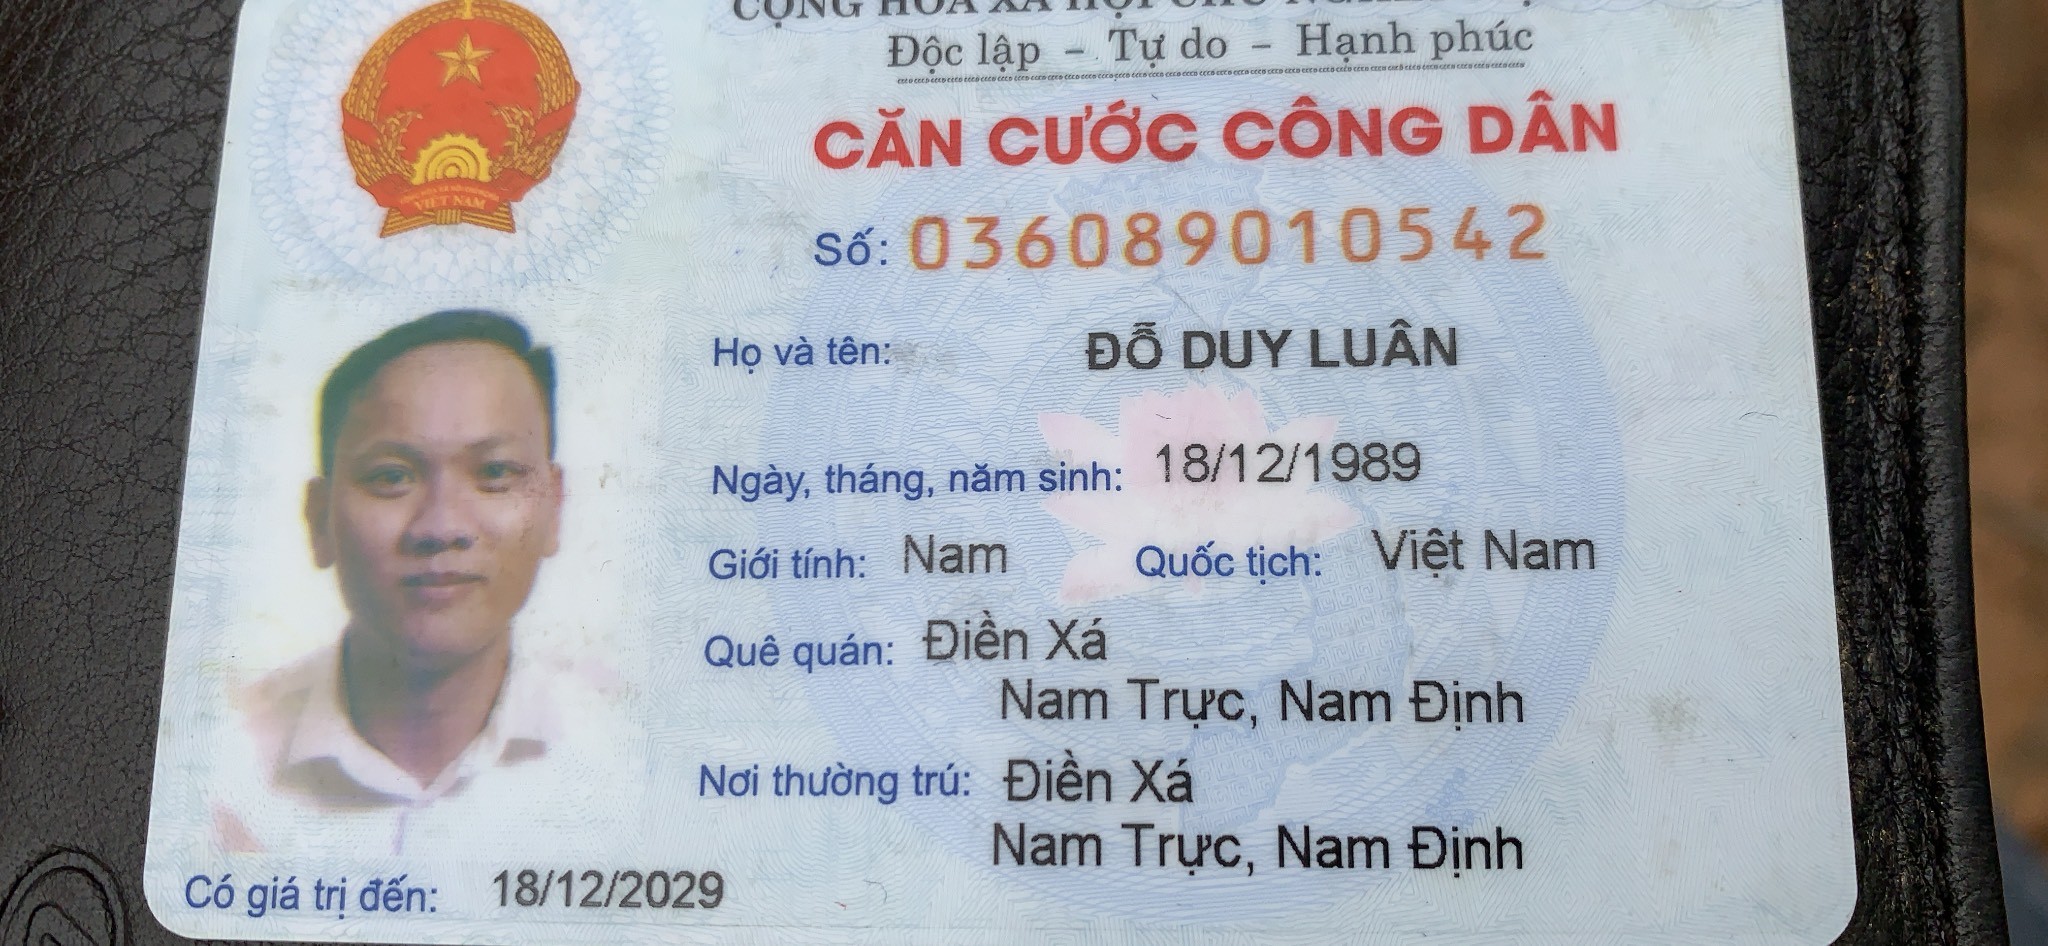 Độc lập - Tự do - Hạnh phúc
CĂN CƯỚC CÔNG DÂN
Số: 036089010542
Họ và tên: ĐỖ DUY LUÂN
Ngày, tháng, năm sinh: 18/12/1989
Giới tính: Nam Quốc tịch: Việt Nam
Quê quán: Điền Xá
Nam Trực, Nam Định
Nơi thường trú: Điền Xá
Nam Trực, Nam Định
Có giá trị đến: 18/12/2029
VIỆT NAM